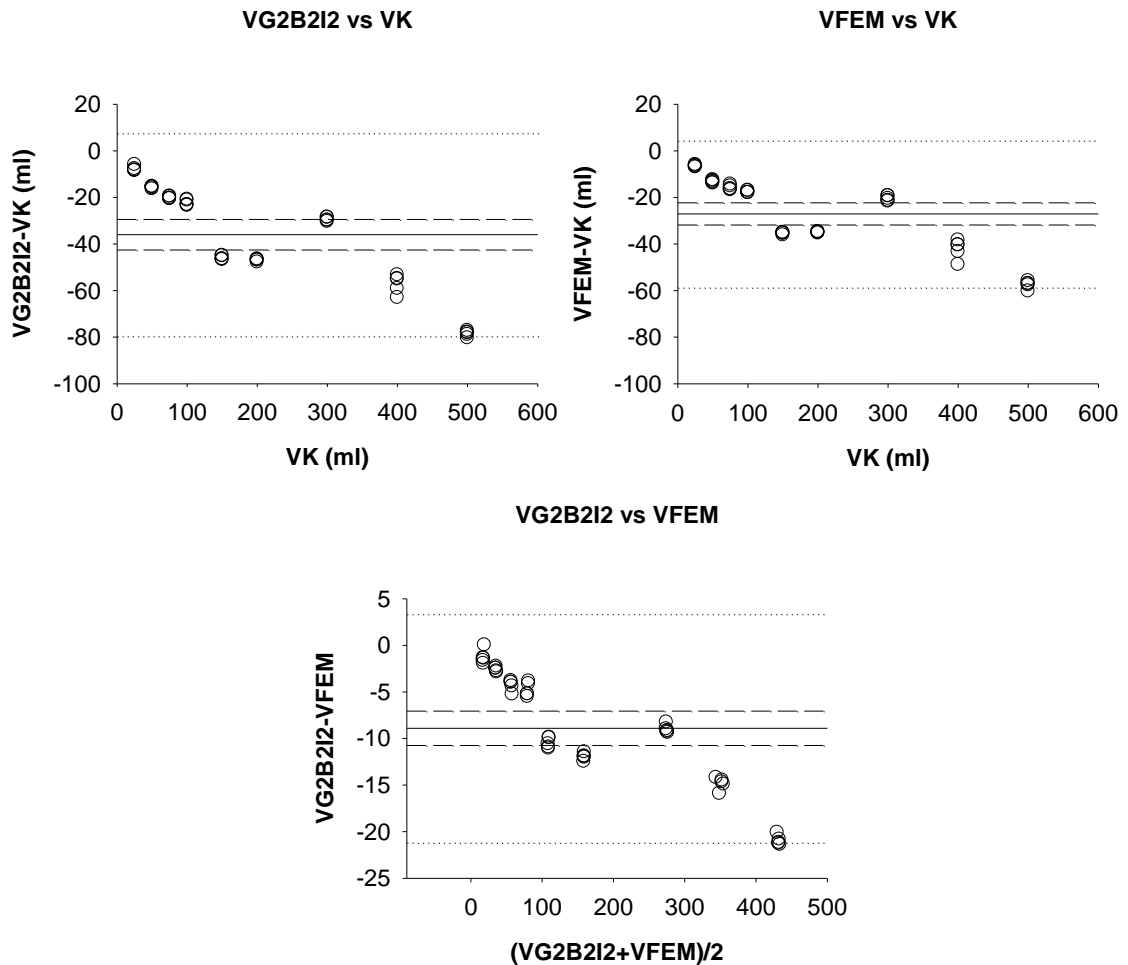 VG2B2I2 vs VK
VG2B2I2-VK (ml)
20
0
-20
-40
-60
-80
-100
0 100 200 300 400 500 600
VK (ml)
VFEM vs VK
VFEM-VK (ml)
20
0
-20
-40
-60
-80
-100
0 100 200 300 400 500 600
VK (ml)
VG2B2I2 vs VFEM
VG2B2I2-VFEM
5
0
-5
-10
-15
-20
-25
0 100 200 300 400 500
(VG2B2I2+VFEM)/2